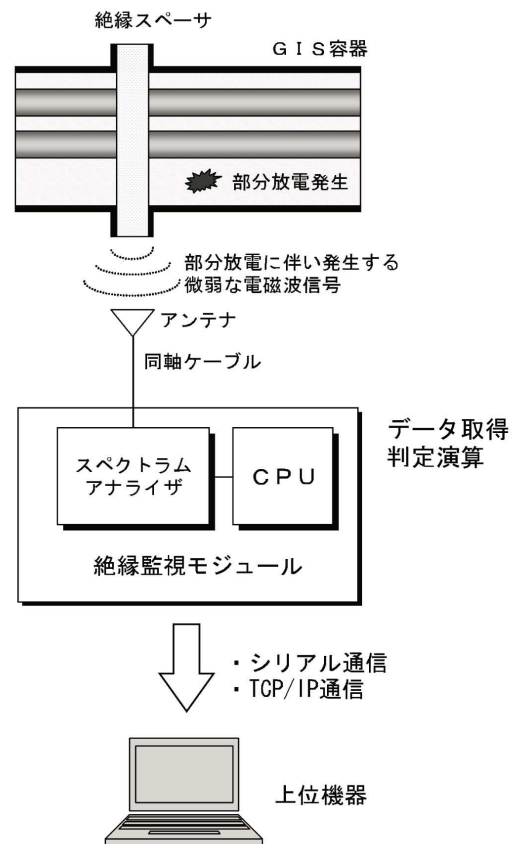 絶縁スペーサ
ＧＩＳ容器
部分放電発生
部分放電に伴い発生する
微弱な電磁波信号
アンテナ
同軸ケーブル
データ取得
判定演算
スペクトラム
アナライザ
ＣＰＵ
絶縁監視モジュール
・シリアル通信
・TCP/IP通信
上位機器